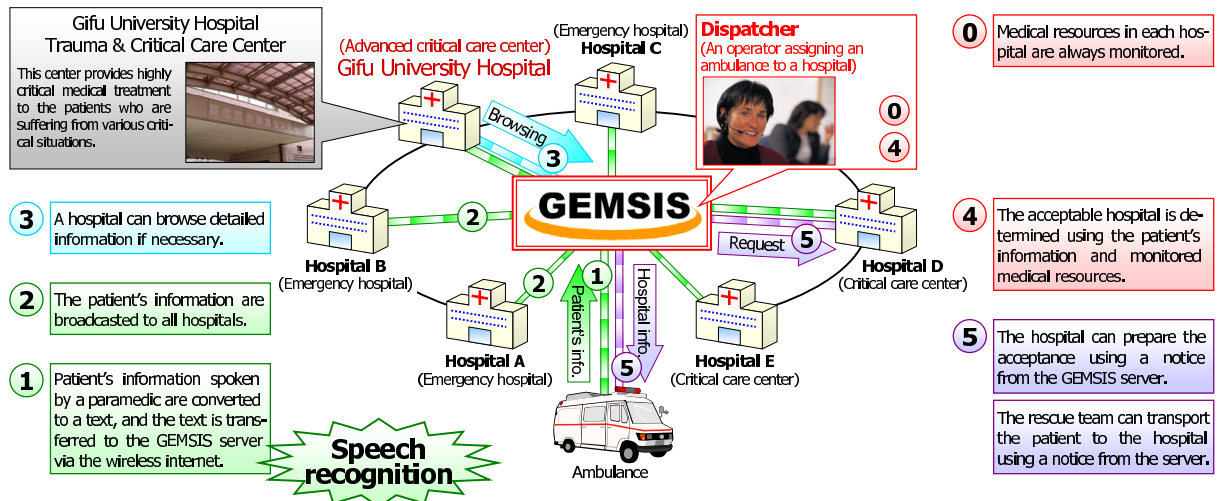 Gifu University Hospital
Trauma & Critical Care Center
This center provides highly
critical medical treatment
to the patients who are
suffering from various criti-
cal situations.
(Advanced critical care center)
Gifu University Hospital
(Emergency hospital)
Hospital C
Dispatcher
(An operator assigning an
ambulance to a hospital)
0
4
0
Medical resources in each hos-
pital are always monitored.
Browsing
3
GEMSIS
3
A hospital can browse detailed
information if necessary.
2
Hospital B
(Emergency hospital)
5
Request
Hospital D
(Critical care center)
4
The acceptable hospital is de-
termined using the patient's
information and monitored
medical resources.
2
The patient's information are
broadcasted to all hospitals.
2
Hospital A
(Emergency hospital)
1
Patient's info.
Hospital info.
5
Hospital E
(Critical care center)
5
The hospital can prepare the
acceptance using a notice
from the GEMSIS server.
The rescue team can transport
the patient to the hospital
using a notice from the server.
1
Patient's information spoken
by a paramedic are converted
to a text, and the text is trans-
ferred to the GEMSIS server
via the wireless internet.
Speech
recognition
Ambulance